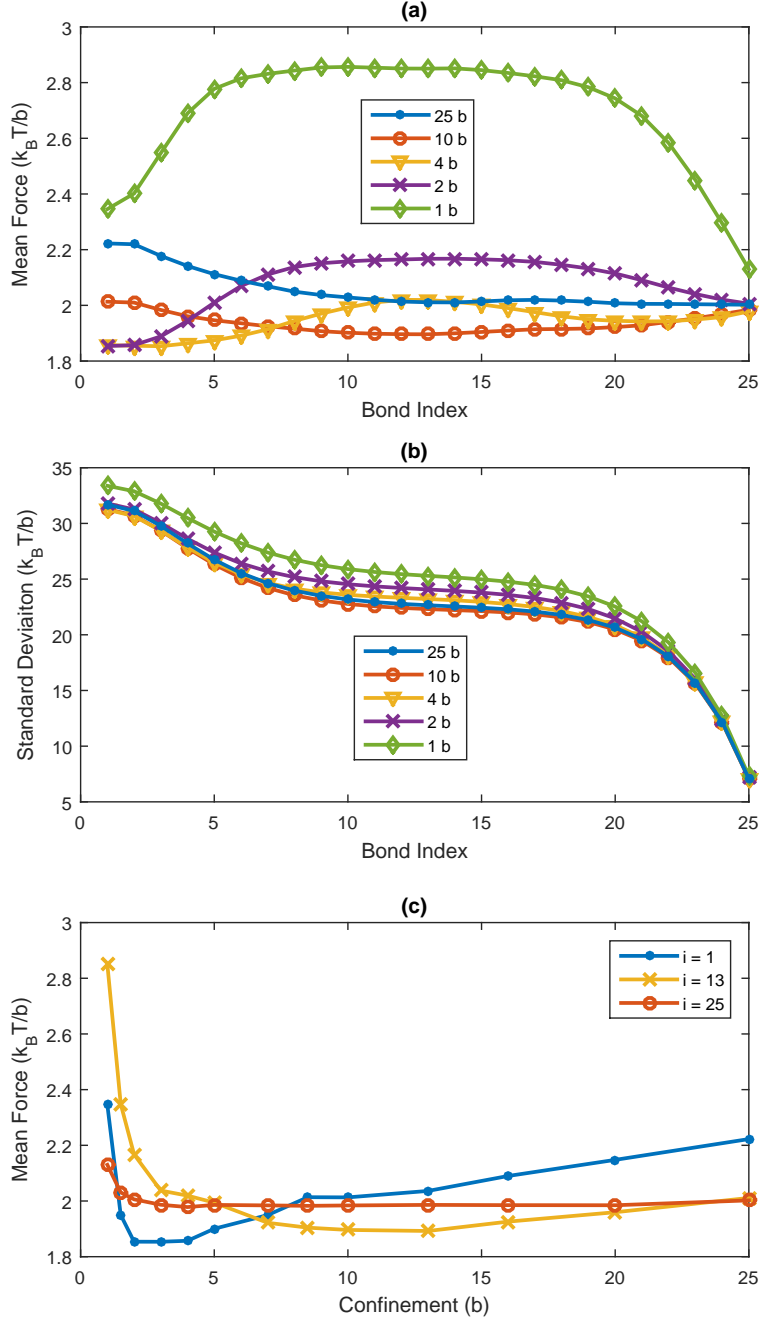 (a)
3
2.8
2.6
2.4
2.2
2
1.8
Mean Force (k_BT/b)
25 b
10 b
4 b
2 b
1 b
0 5 10 15 20 25
Bond Index
(b)
35
30
25
20
15
10
5
Standard Deviaiton (k_BT/b)
25 b
10 b
4 b
2 b
1 b
0 5 10 15 20 25
Bond Index
(c)
3
2.8
2.6
2.4
2.2
2
1.8
Mean Force (k_BT/b)
i = 1
i = 13
i = 25
0 5 10 15 20 25
Confinement (b)